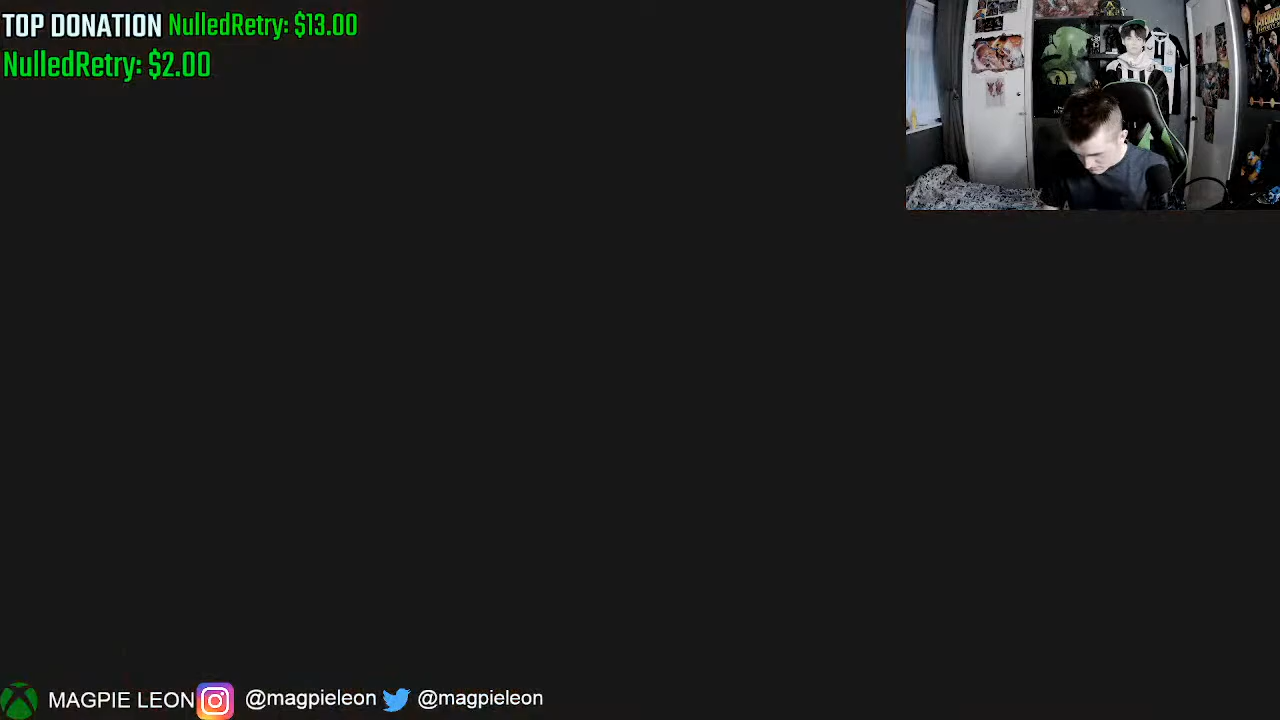 TOP DONATION NulledRetry: $13.00
NulledRetry: $2.00
MAGPIE LEON @magpieleon @magpieleon